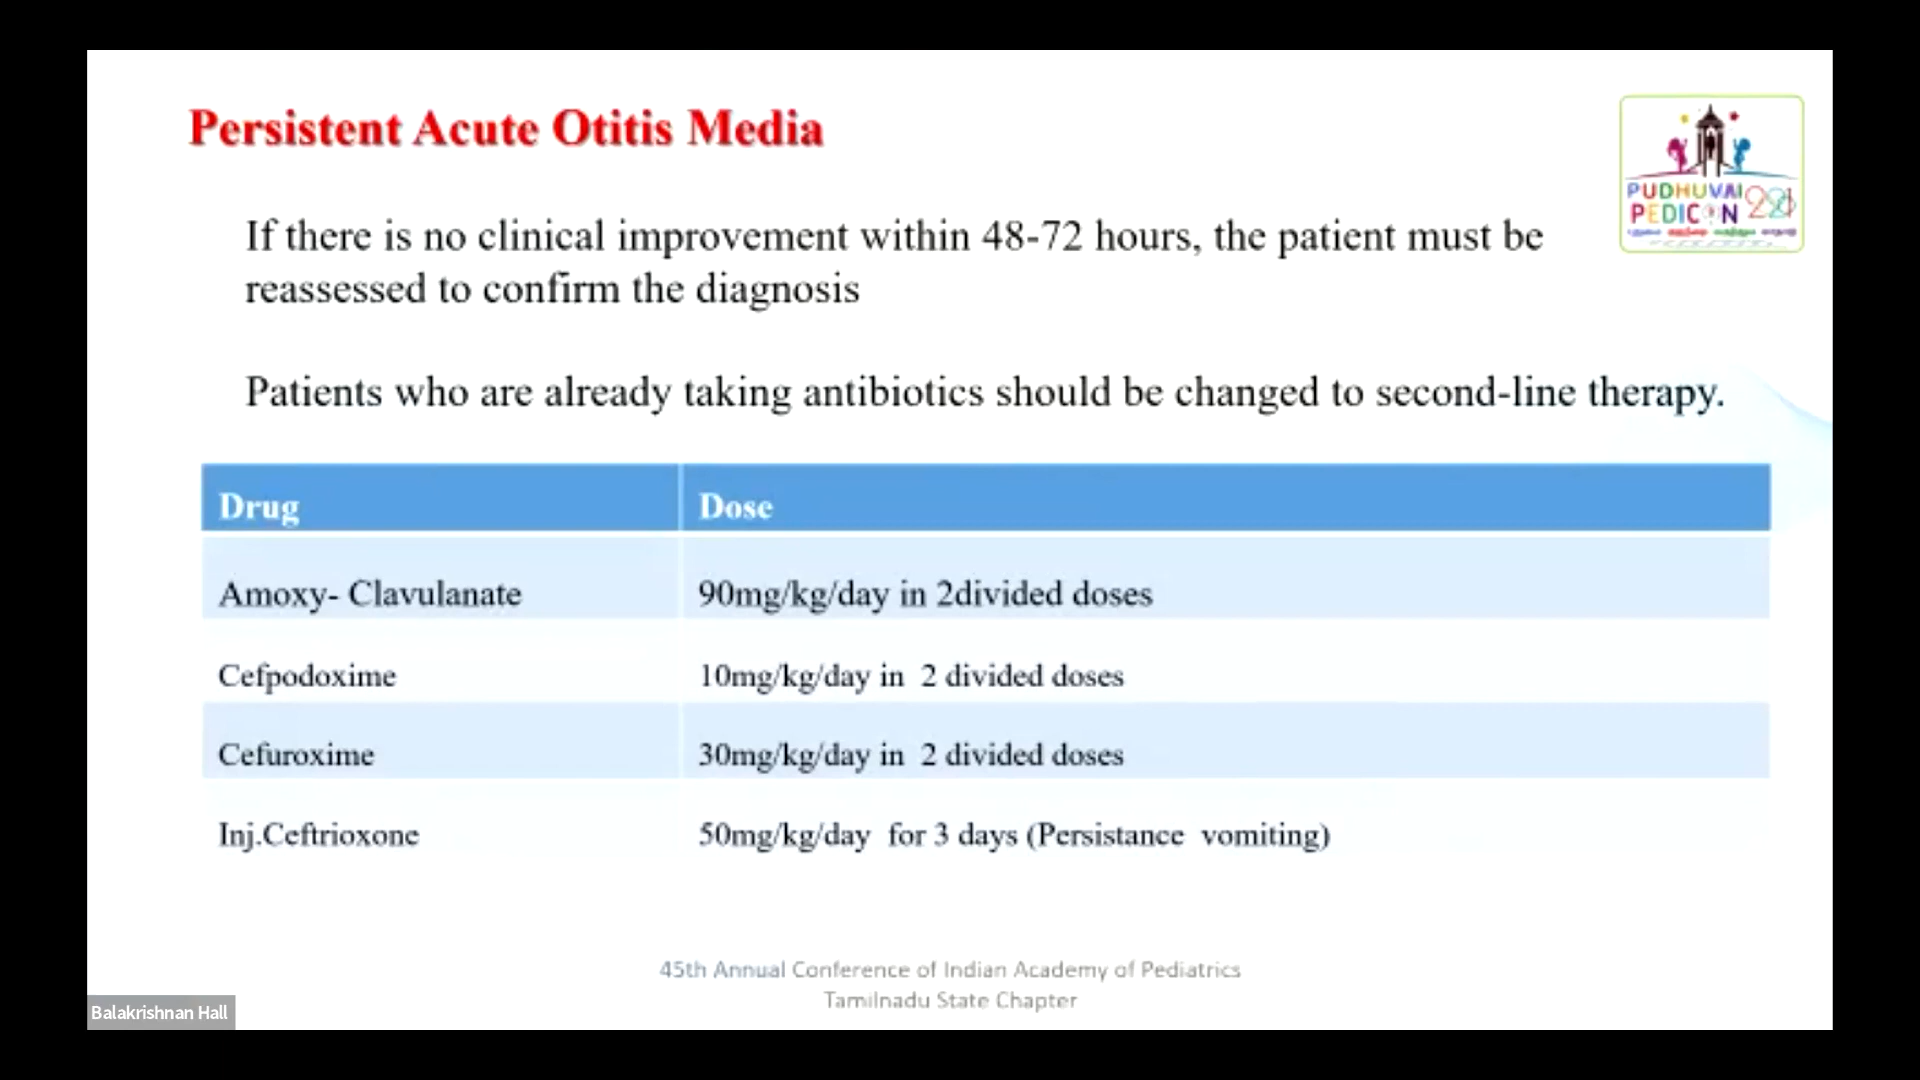 Persistent Acute Otitis Media
PUDHUVAI
PEDICON
If there is no clinical improvement within 48-72 hours, the patient must be
reassessed to confirm the diagnosis
Patients who are already taking antibiotics should be changed to second-line therapy.
Drug Dose
Amoxy- Clavulanate 90mg/kg/day in 2divided doses
Cefpodoxime 10mg/kg/day in 2 divided doses
Cefuroxime 30mg/kg/day in 2 divided doses
Inj.Ceftrioxone 50mg/kg/day for 3 days (Persistance vomiting)
45th Annual Conference of Indian Academy of Pediatrics
Tamilnadu State Chapter
Balakrishnan Hall